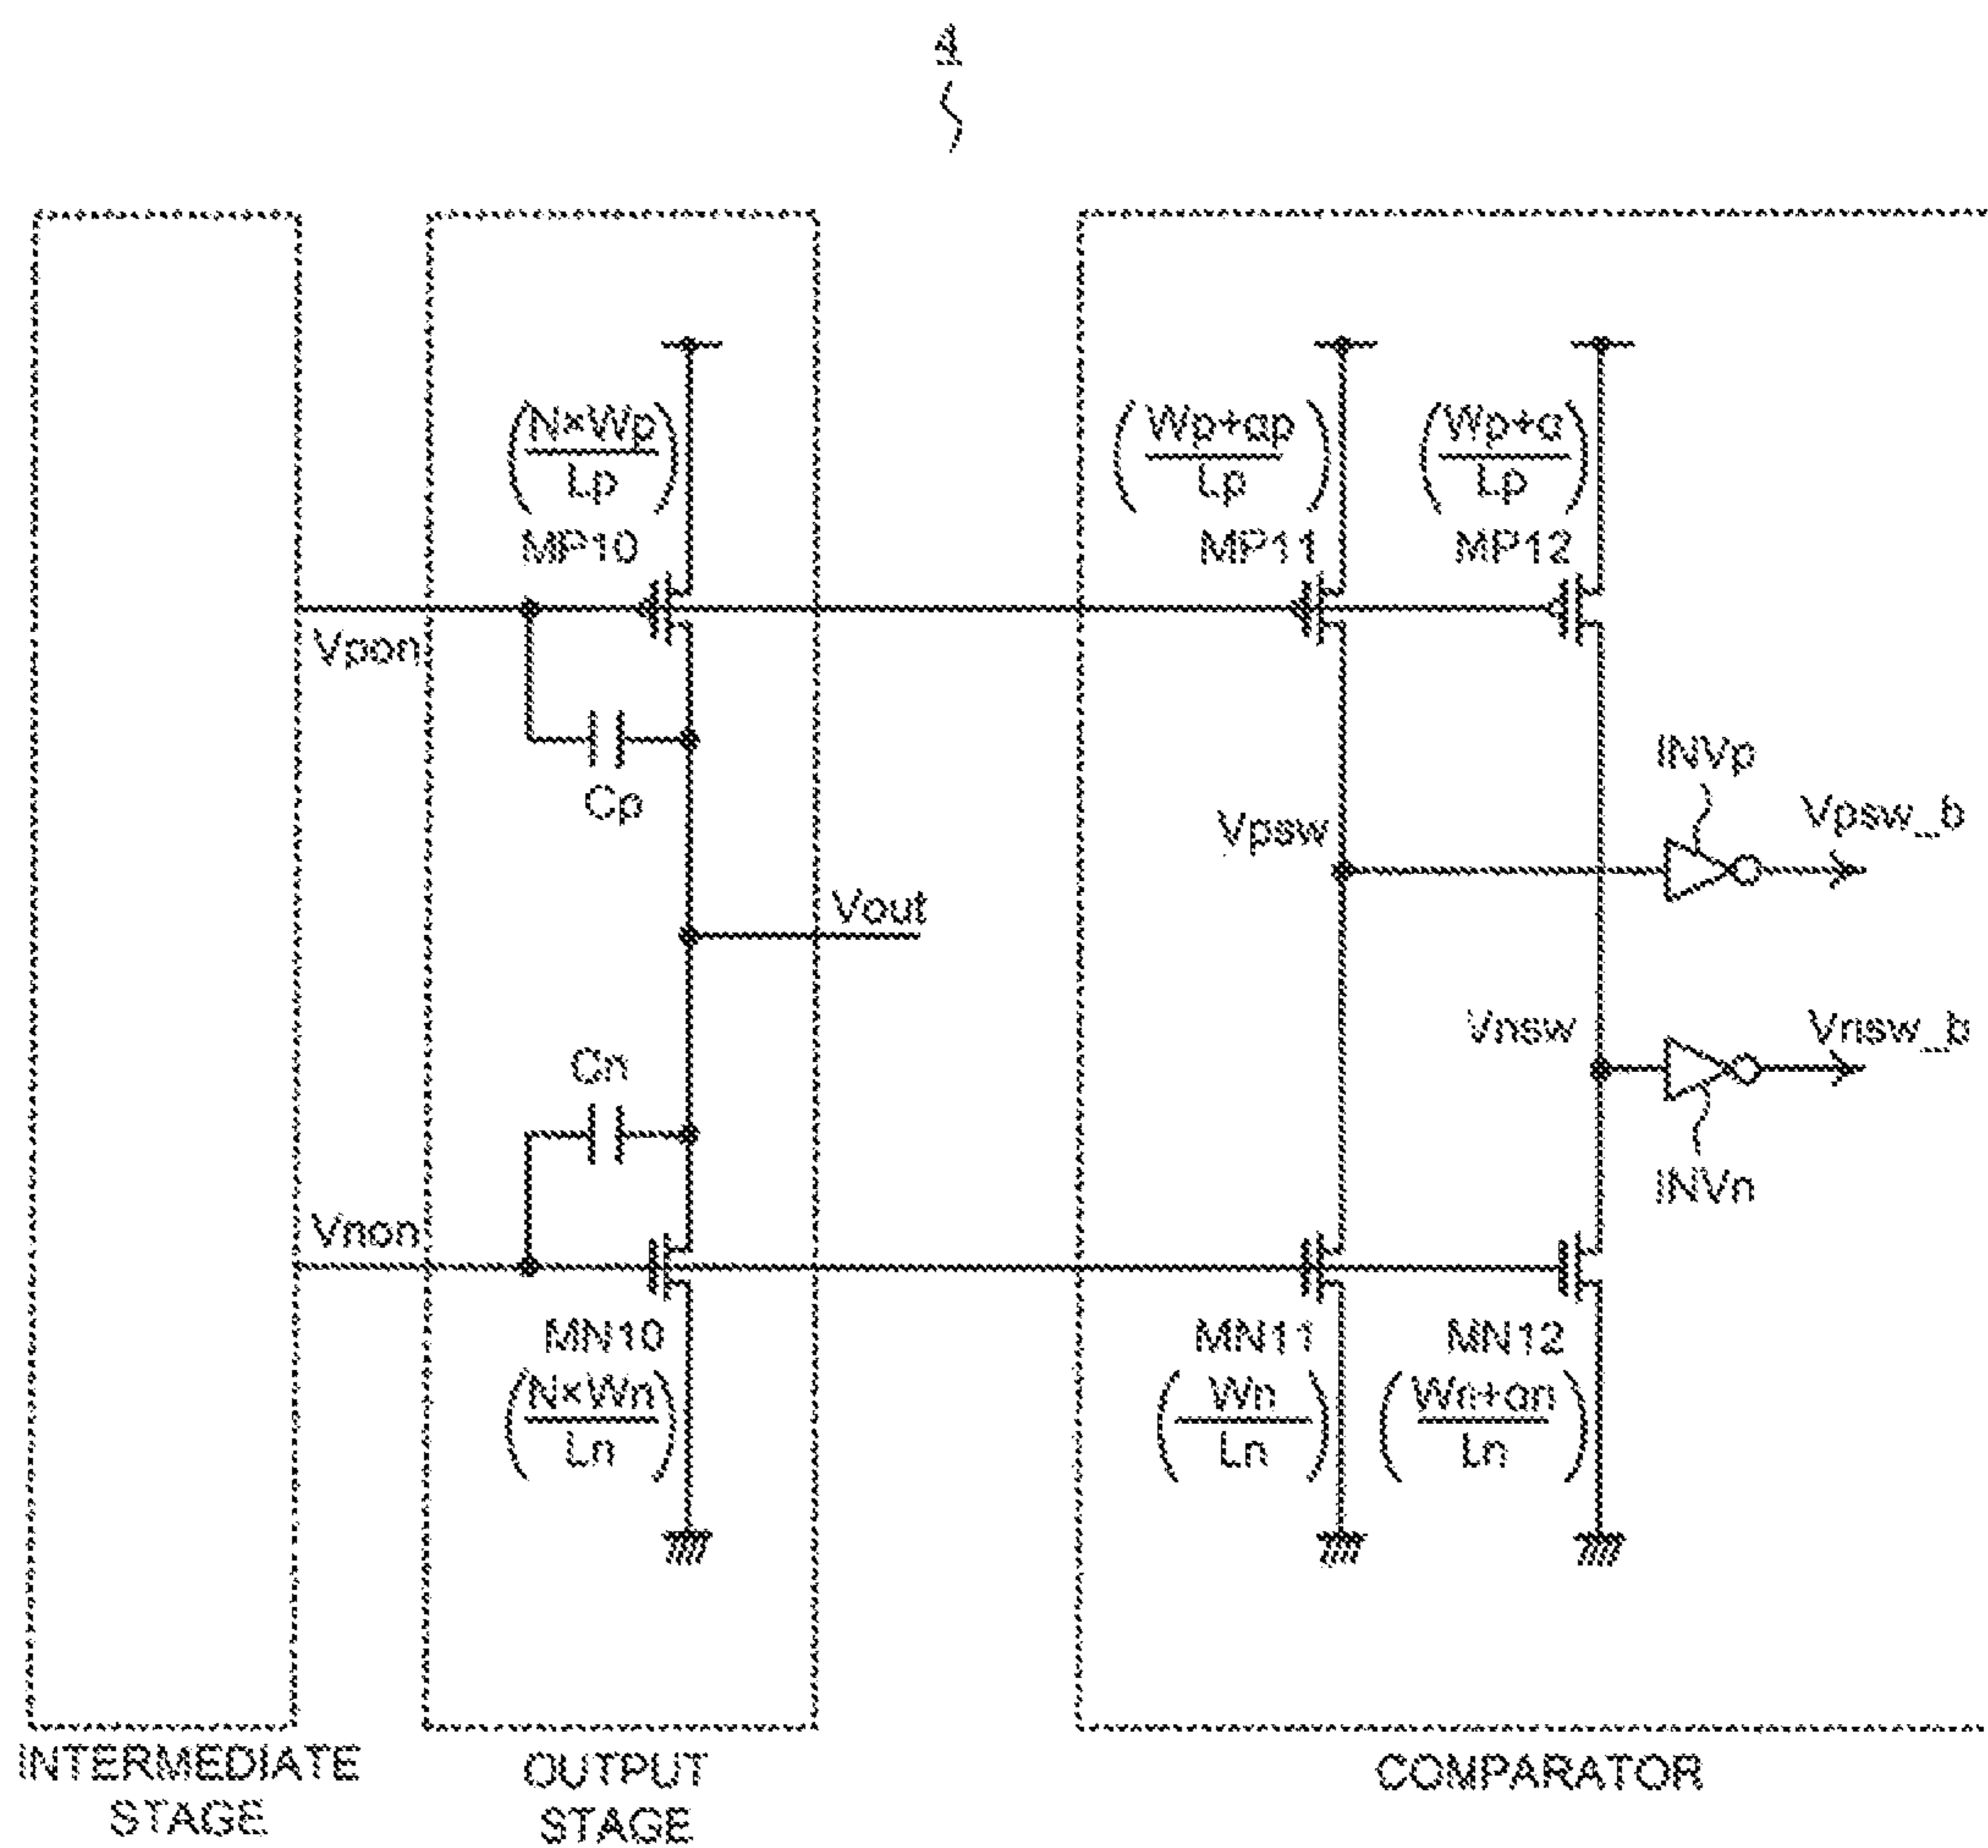 4
(N×Wp/Lp)
MP10
(Wp+αp/Lp)
MP11
(Wp+α/Lp)
MP12
Vpon
Cp
INVp
Vpsw
Vpsw_b
Vout
Cn
Vnsw
Vnsw_b
INVn
Vnon
MN10
(N×Wn/Ln)
MN11
(Wn/Ln)
MN12
(Wn+αn/Ln)
INTERMEDIATE
STAGE
OUTPUT
STAGE
COMPARATOR